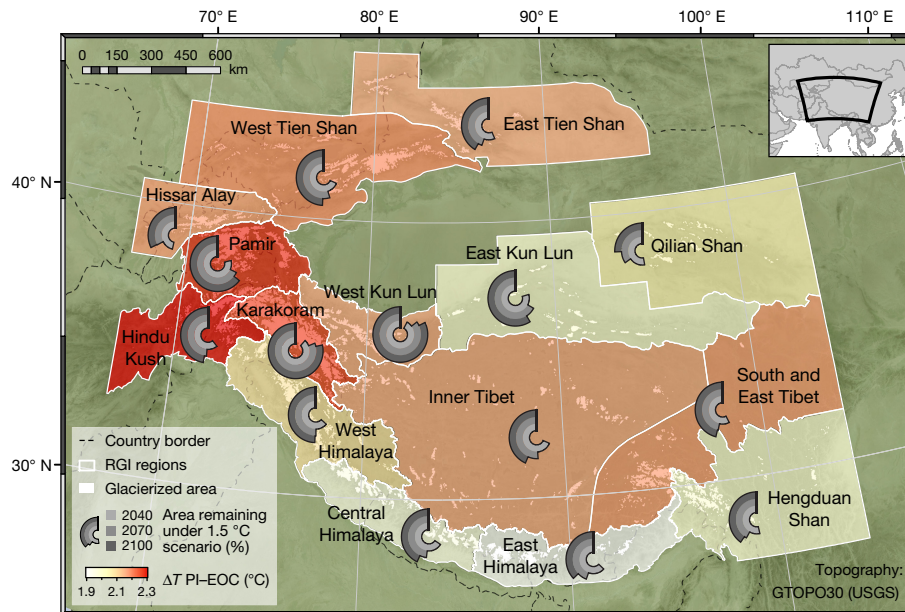 70° E
80° E
90° E
100° E
110° E
0 150 300 450 600
km
40° N
30° N
West Tien Shan
East Tien Shan
Hissar Alay
Pamir
Qilian Shan
East Kun Lun
West Kun Lun
Karakoram
Hindu
Kush
Inner Tibet
South and
East Tibet
West
Himalaya
Central
Himalaya
East
Himalaya
Hengduan
Shan
Country border
RGI regions
Glacierized area
2040
2070
2100
Area remaining
under 1.5 °C
scenario (%)
1.9 2.1 2.3
ΔT PI–EOC (°C)
Topography:
GTOPO30 (USGS)